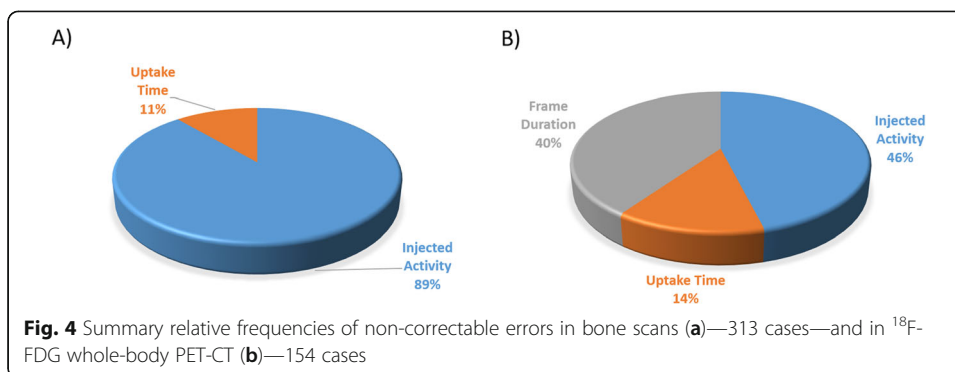 A)
Uptake
Time
11%
Injected
Activity
89%
B)
Frame
Duration
40%
Injected
Activity
46%
Uptake Time
14%
Fig. 4 Summary relative frequencies of non-correctable errors in bone scans (a)—313 cases—and in 18F-
FDG whole-body PET-CT (b)—154 cases